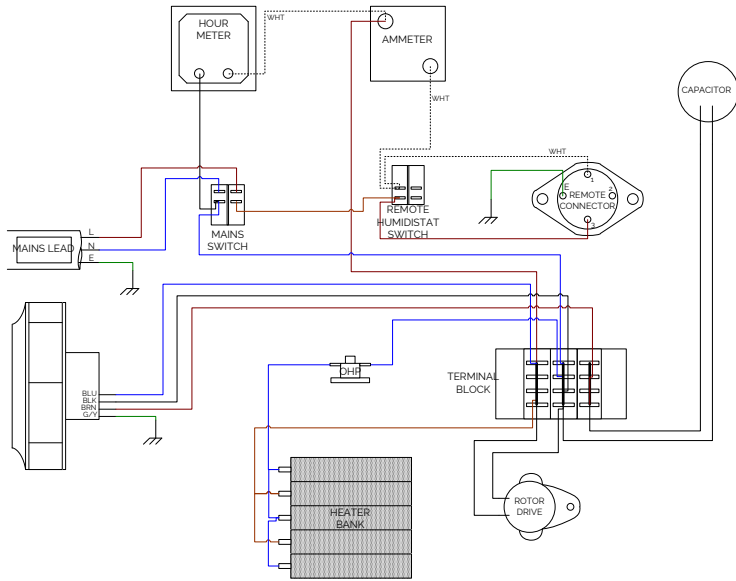 HOUR
METER
WHT
AMMETER
WHT
CAPACITOR
WHT
1
E
2
REMOTE
CONNECTOR
3
REMOTE
HUMIDISTAT
SWITCH
MAINS
SWITCH
L
MAINS LEAD
N
E
OHP
TERMINAL
BLOCK
BLU
BLK
BRN
G/Y
HEATER
BANK
ROTOR
DRIVE